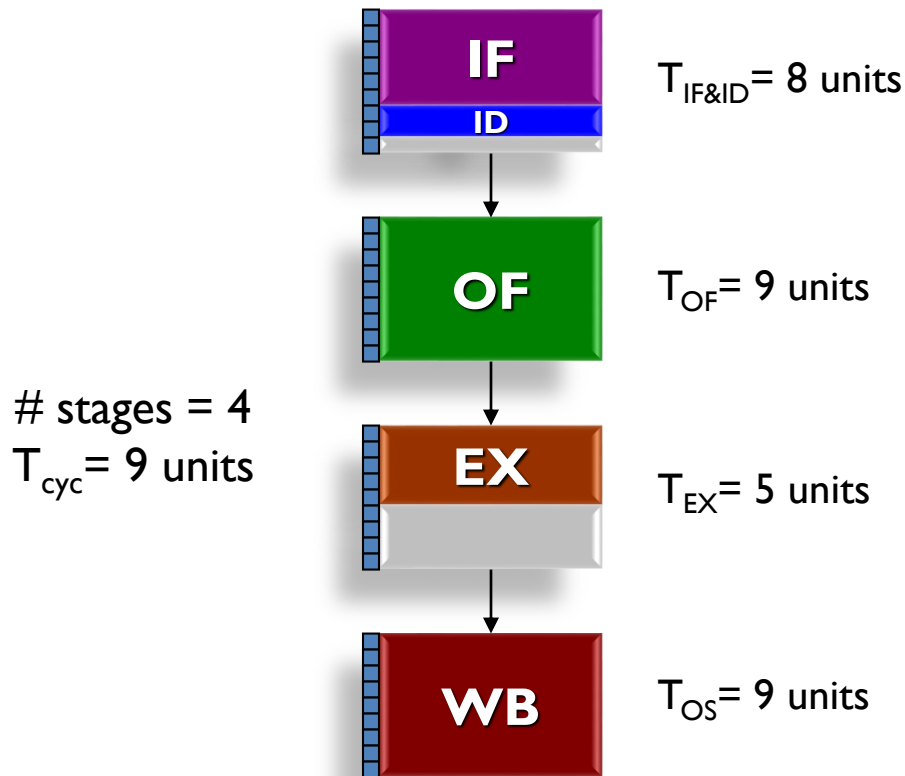 IF
ID
T_IF&ID= 8 units
OF
T_OF= 9 units
# stages = 4
T_cyc= 9 units
EX
T_EX= 5 units
WB
T_OS= 9 units